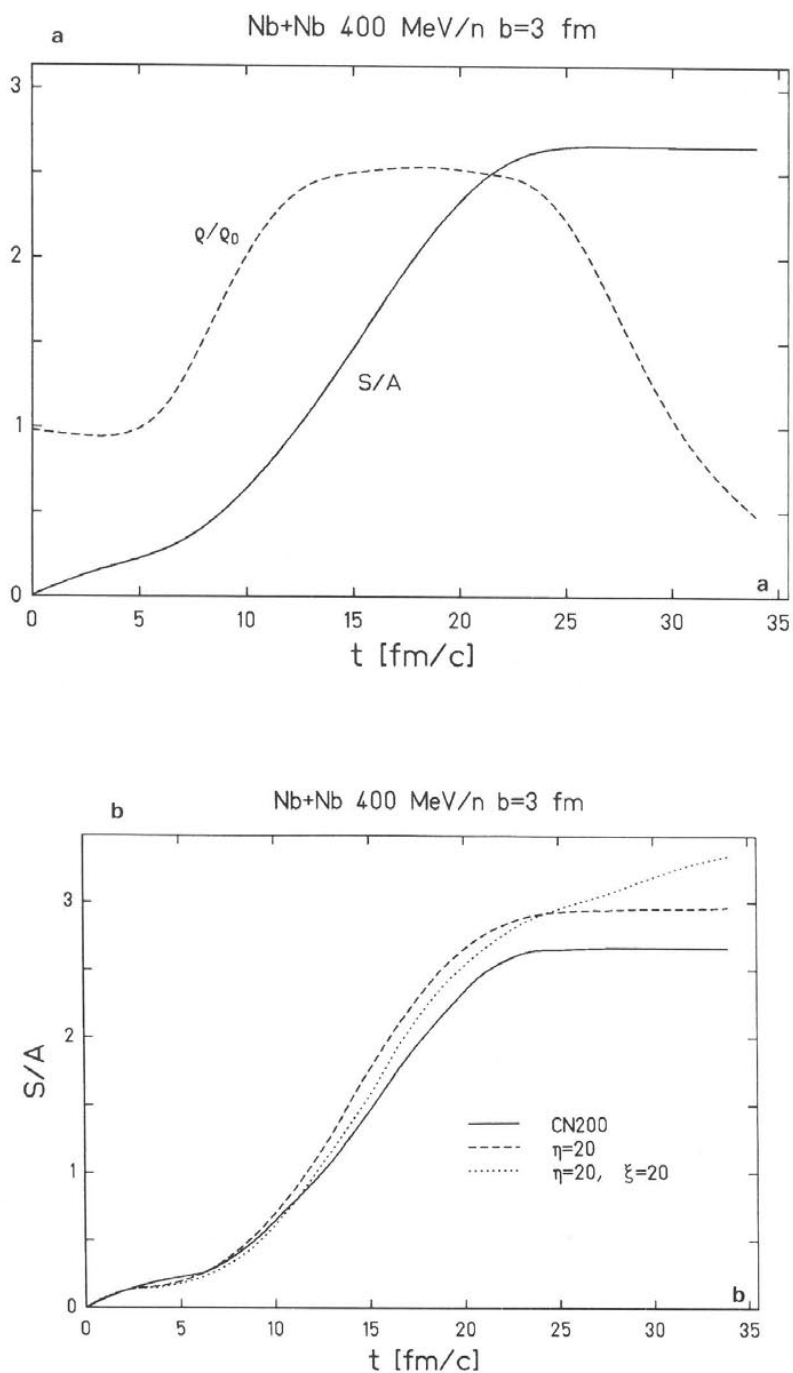 a
Nb+Nb 400 MeV/n b=3 fm
3
ϱ/ϱ₀
2
S/A
1
0
a
0 5 10 15 20 25 30 35
t [fm/c]
b
Nb+Nb 400 MeV/n b=3 fm
3
2
S/A
CN200
η=20
1
η=20, ξ=20
0
b
0 5 10 15 20 25 30 35
t [fm/c]